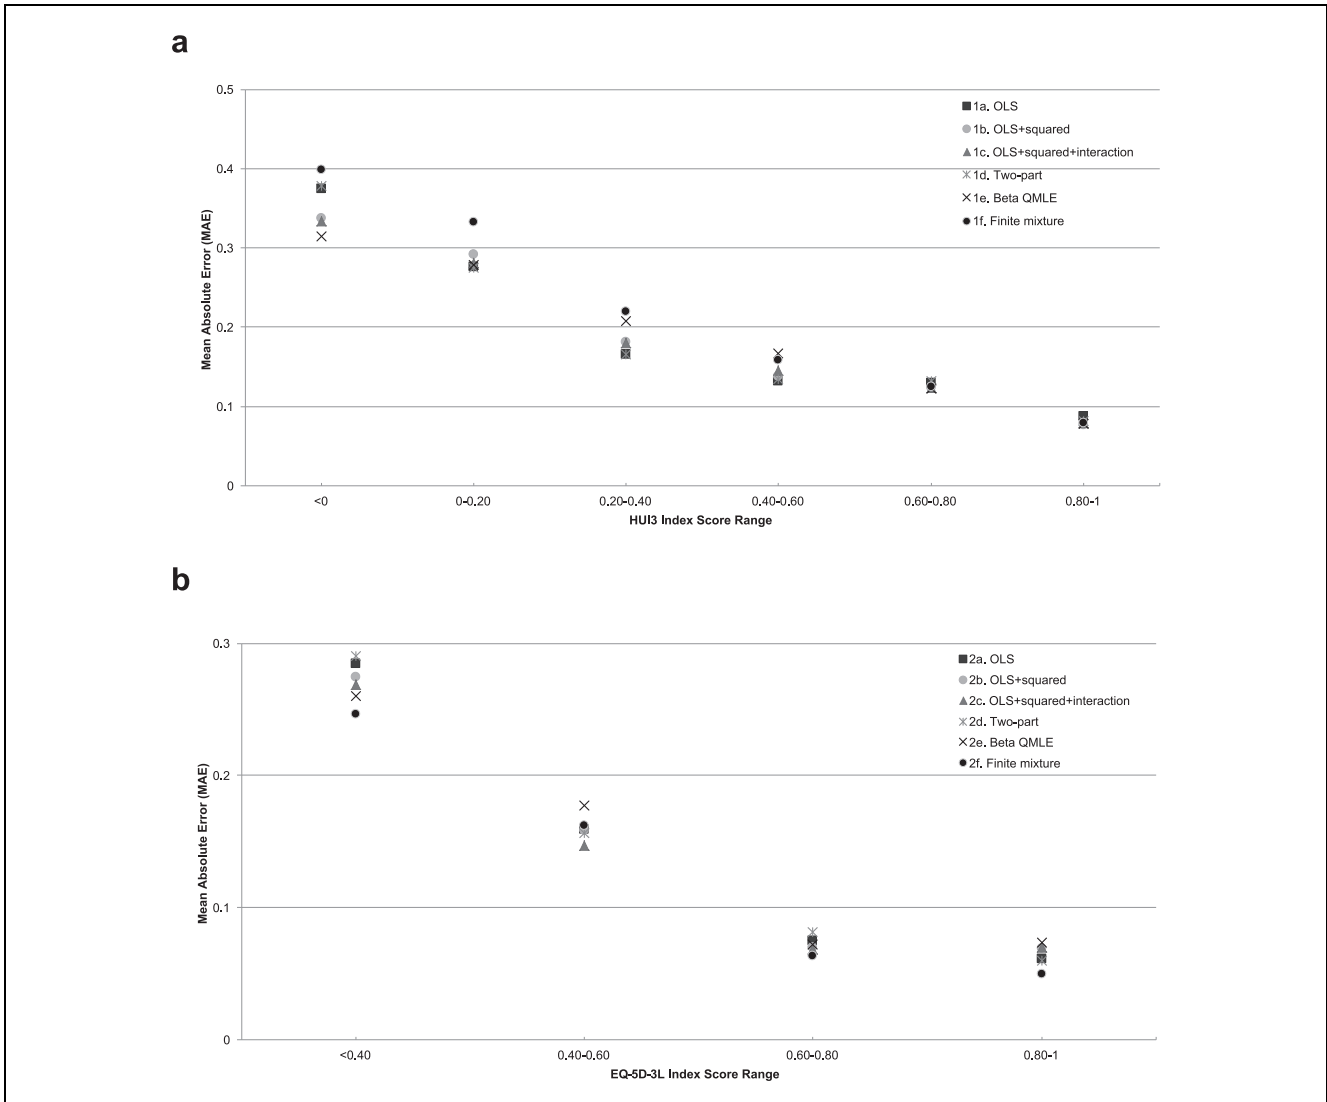 a
0.5
0.4
0.3
0.2
0.1
0
Mean Absolute Error (MAE)
1a. OLS
1b. OLS+squared
1c. OLS+squared+interaction
1d. Two-part
1e. Beta QMLE
1f. Finite mixture
<0 0-0.20 0.20-0.40 0.40-0.60 0.60-0.80 0.80-1
HUI3 Index Score Range
b
0.3
0.2
0.1
0
Mean Absolute Error (MAE)
2a. OLS
2b. OLS+squared
2c. OLS+squared+interaction
2d. Two-part
2e. Beta QMLE
2f. Finite mixture
<0.40 0.40-0.60 0.60-0.80 0.80-1
EQ-5D-3L Index Score Range